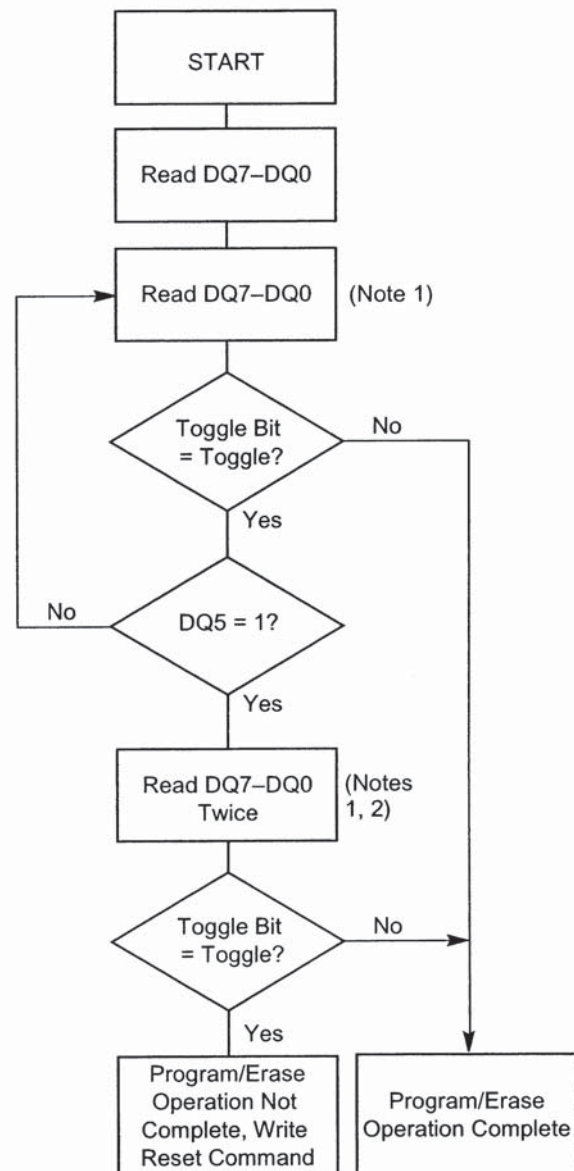 START
Read DQ7–DQ0
Read DQ7–DQ0
(Note 1)
Toggle Bit
= Toggle?
No
Yes
No
DQ5 = 1?
Yes
Read DQ7–DQ0
Twice
(Notes
1, 2)
Toggle Bit
= Toggle?
No
Yes
Program/Erase
Operation Not
Complete, Write
Reset Command
Program/Erase
Operation Complete